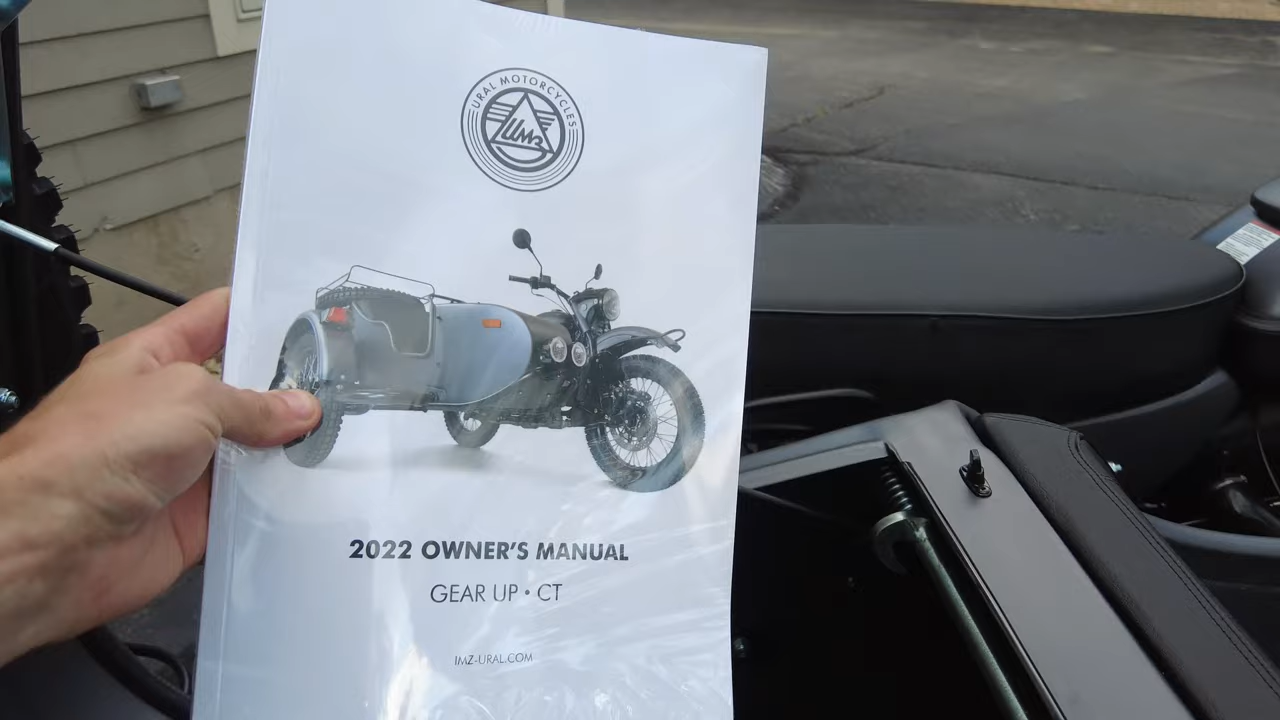 URAL MOTORCYCLES
ИМЗ
2022 OWNER'S MANUAL
GEAR UP • CT
IMZ-URAL.COM